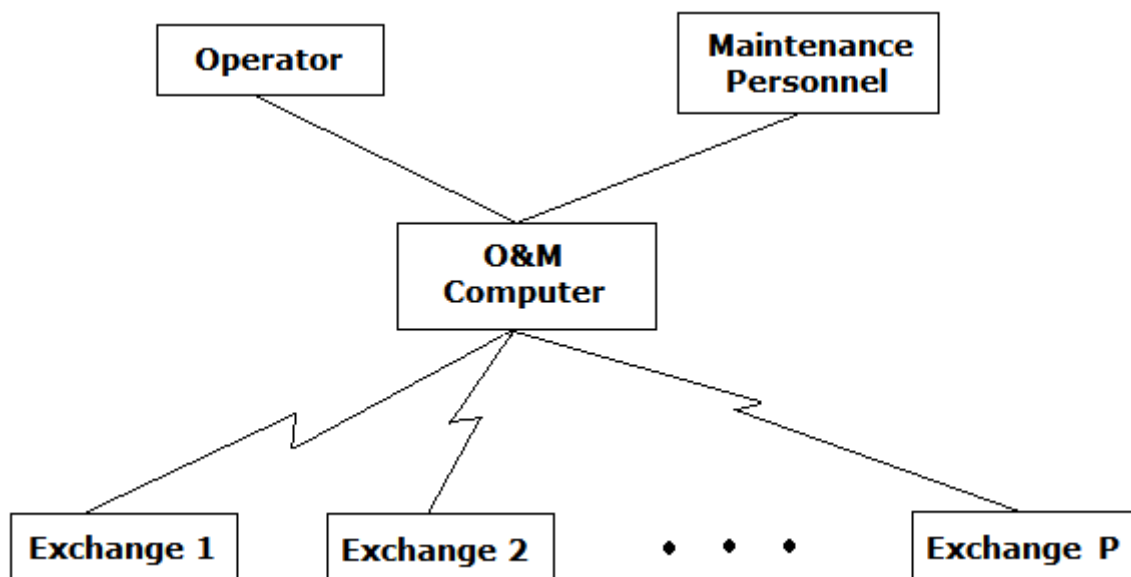 Operator
Maintenance
Personnel
O&M
Computer
Exchange 1
Exchange 2
Exchange P